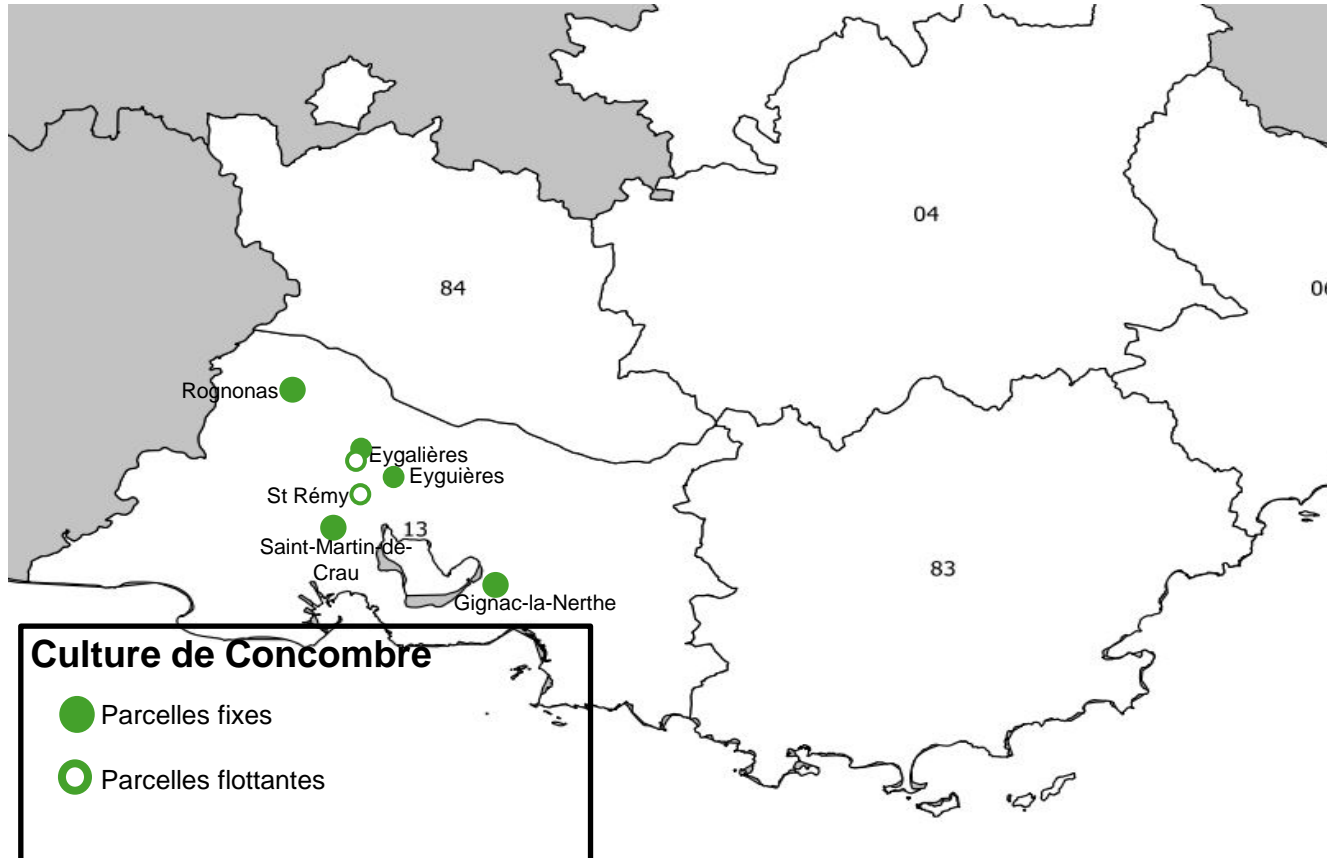 04
84
06
Rognonas
Eygalières
Eyguières
St Rémy
13
Saint-Martin-de-
Crau
Gignac-la-Nerthe
83
Culture de Concombre
Parcelles fixes
Parcelles flottantes